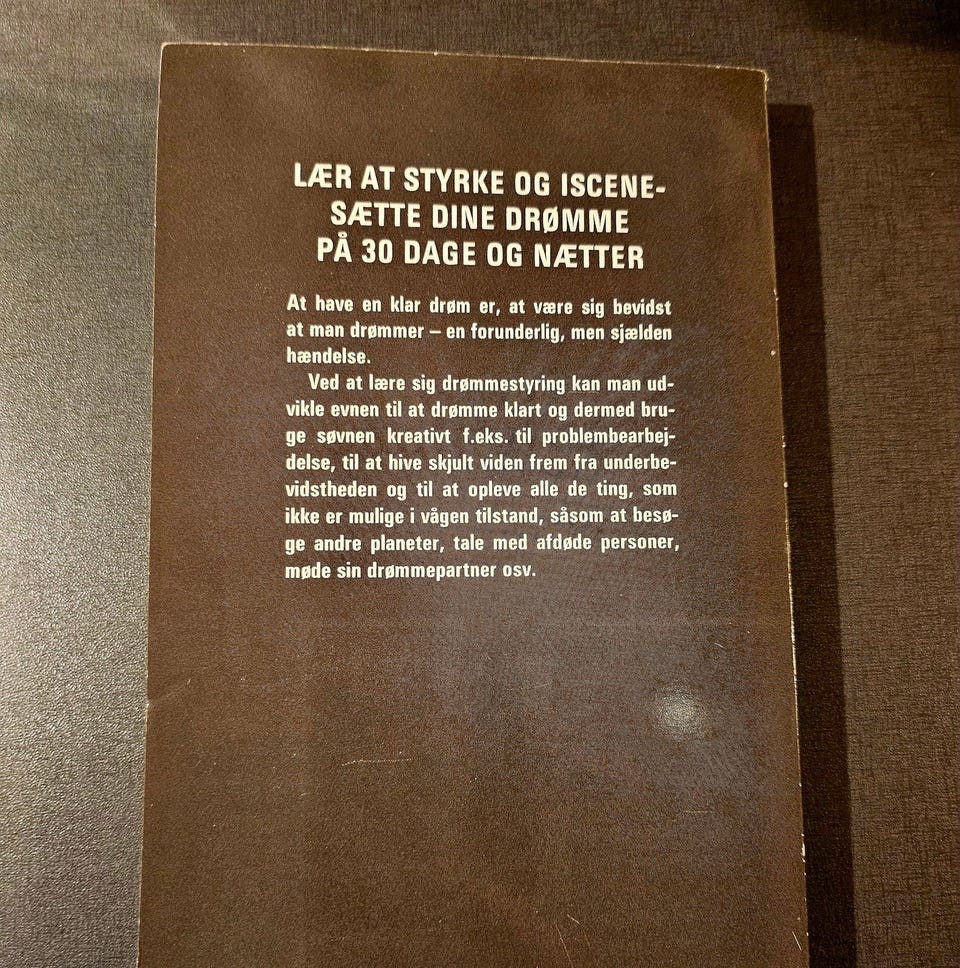 LÆR AT STYRKE OG ISCENE-
SÆTTE DINE DRØMME
PÅ 30 DAGE OG NÆTTER
At have en klar drøm er, at være sig bevidst
at man drømmer – en forunderlig, men sjælden
hændelse.
Ved at lære sig drømmestyring kan man ud-
vikle evnen til at drømme klart og dermed bru-
ge søvnen kreativt f.eks. til problembearbej-
delse, til at hive skjult viden frem fra underbe-
vidstheden og til at opleve alle de ting, som
ikke er mulige i vågen tilstand, såsom at besø-
ge andre planeter, tale med afdøde personer,
møde sin drømmepartner osv.